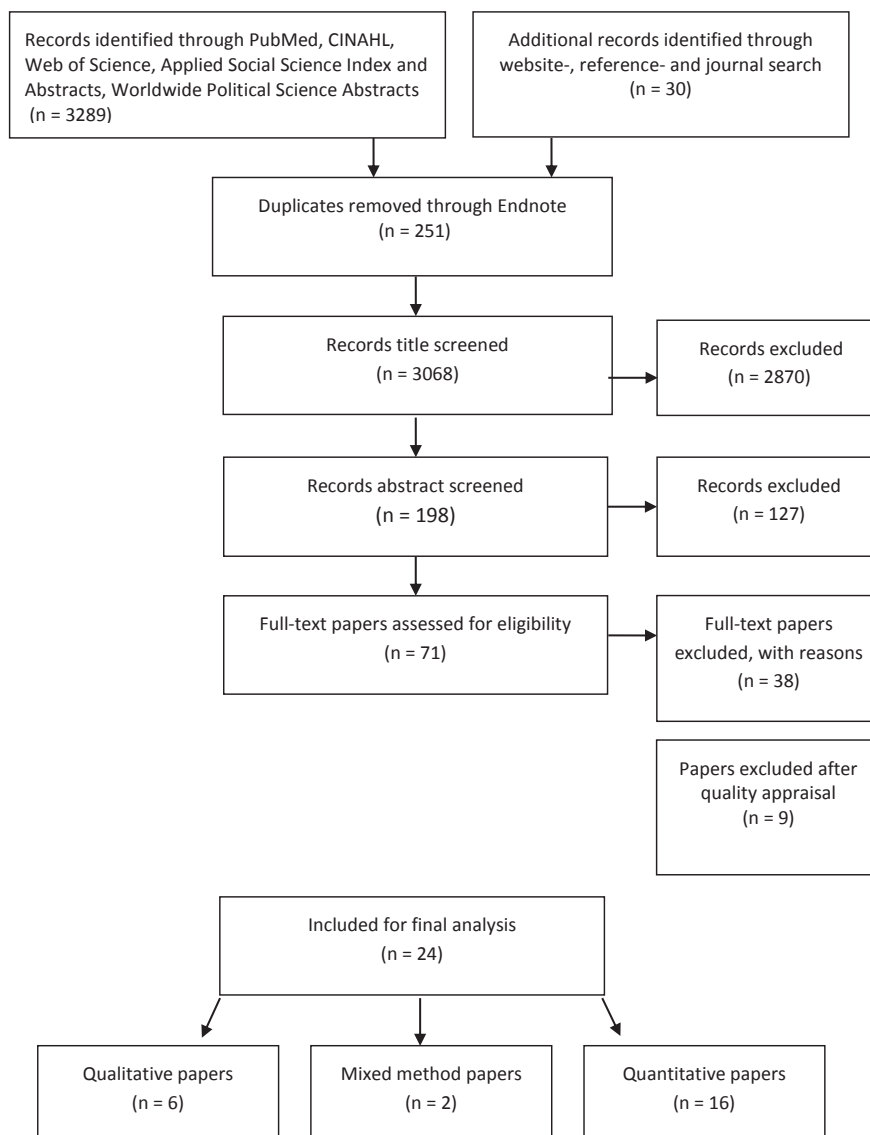 Records identified through PubMed, CINAHL,
Web of Science, Applied Social Science Index and
Abstracts, Worldwide Political Science Abstracts
(n = 3289)
Additional records identified through
website-, reference- and journal search
(n = 30)
Duplicates removed through Endnote
(n = 251)
Records title screened
(n = 3068)
Records excluded
(n = 2870)
Records abstract screened
(n = 198)
Records excluded
(n = 127)
Full-text papers assessed for eligibility
(n = 71)
Full-text papers
excluded, with reasons
(n = 38)
Papers excluded after
quality appraisal
(n = 9)
Included for final analysis
(n = 24)
Qualitative papers
(n = 6)
Mixed method papers
(n = 2)
Quantitative papers
(n = 16)